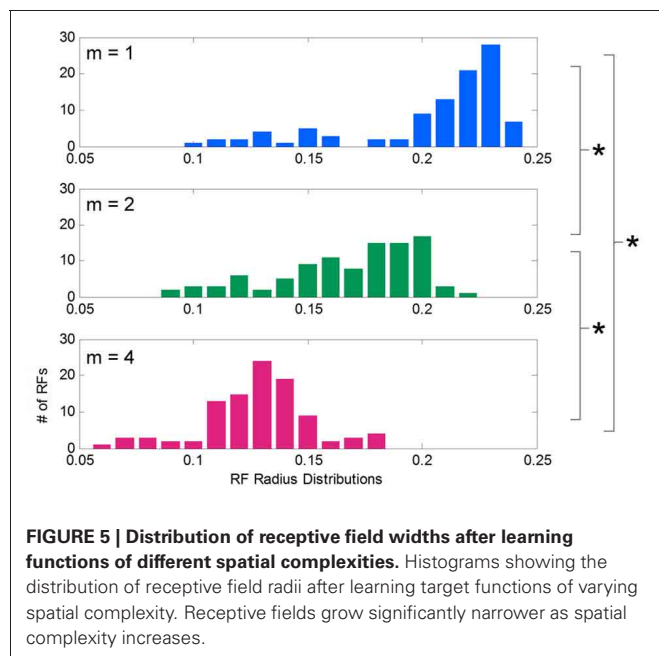 30
m = 1
20
10
0
0.05 0.1 0.15 0.2 0.25
*
30
m = 2
20
10
0
0.05 0.1 0.15 0.2 0.25
*
*
30
m = 4
20
10
0
# of RFs
0.05 0.1 0.15 0.2 0.25
RF Radius Distributions
FIGURE 5 | Distribution of receptive field widths after learning
functions of different spatial complexities. Histograms showing the
distribution of receptive field radii after learning target functions of varying
spatial complexity. Receptive fields grow significantly narrower as spatial
complexity increases.